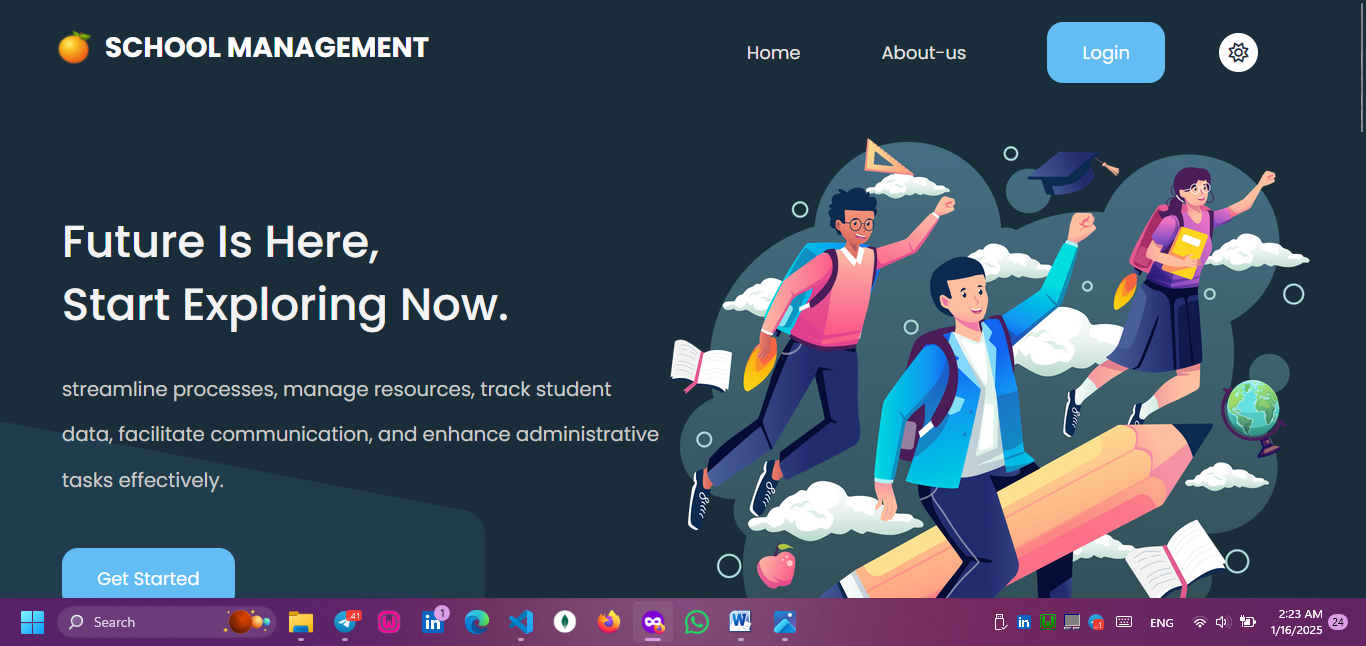 SCHOOL MANAGEMENT
Home
About-us
Login
Future Is Here,
Start Exploring Now.
streamline processes, manage resources, track student
data, facilitate communication, and enhance administrative
tasks effectively.
Get Started
Search
41
1
ENG
2:23 AM
1/16/2025
24